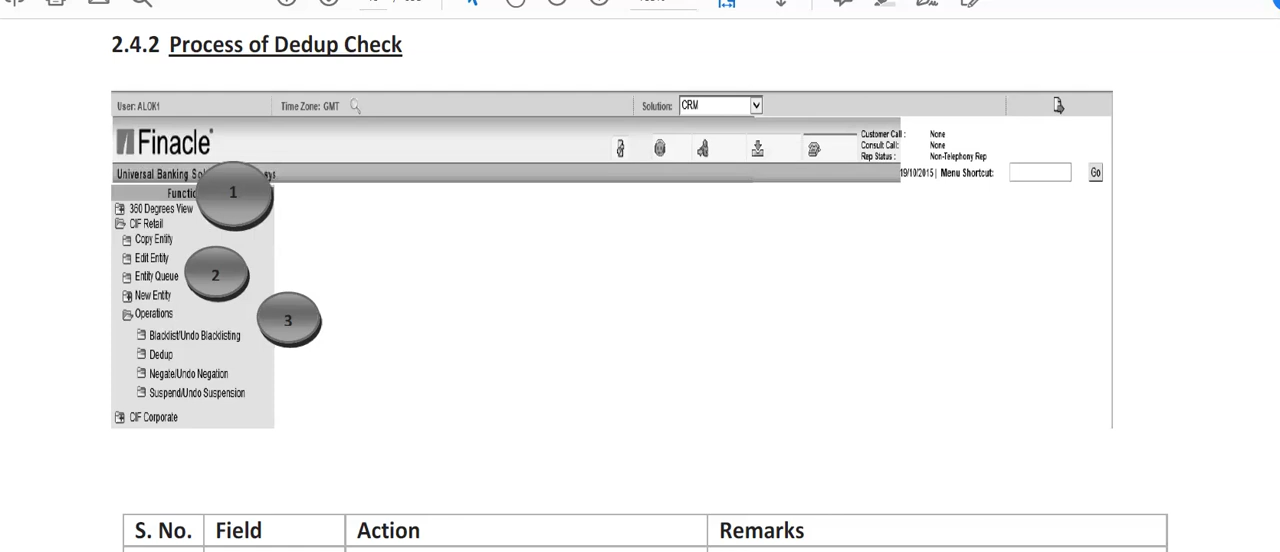 2.4.2 Process of Dedup Check
User: ALOK1 Time Zone: GMT Solution: CRM
Finacle
Customer Call : None
Consult Call: None
Rep Status : Non-Telephony Rep
Universal Banking 19/10/2015 | Menu Shortcut: Go
1
360 Degrees View
CIF Retail
Copy Entity
Edit Entity
Entity Queue
2
New Entity
Operations
3
Blacklist/Undo Blacklisting
Dedup
Negate/Undo Negation
Suspend/Undo Suspension
CIF Corporate
S. No. Field Action Remarks